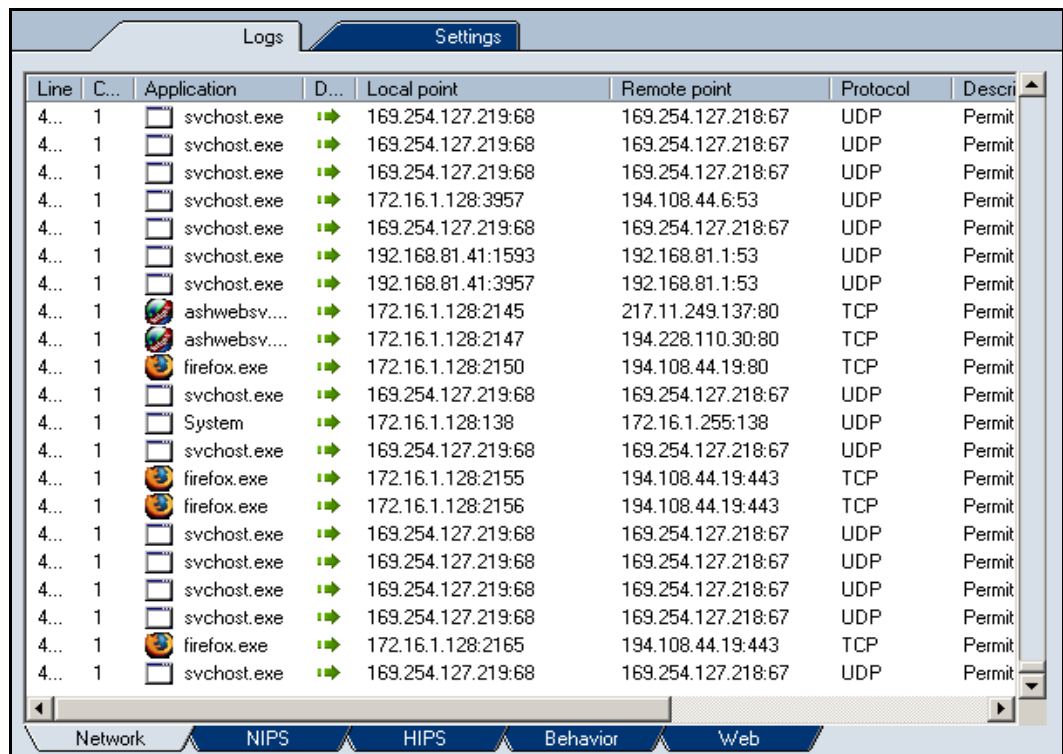 Logs Settings
Line C... Application D... Local point Remote point Protocol Descri
4... 1 svchost.exe 169.254.127.219:68 169.254.127.218:67 UDP Permit
4... 1 svchost.exe 169.254.127.219:68 169.254.127.218:67 UDP Permit
4... 1 svchost.exe 169.254.127.219:68 169.254.127.218:67 UDP Permit
4... 1 svchost.exe 172.16.1.128:3957 194.108.44.6:53 UDP Permit
4... 1 svchost.exe 169.254.127.219:68 169.254.127.218:67 UDP Permit
4... 1 svchost.exe 192.168.81.41:1593 192.168.81.1:53 UDP Permit
4... 1 svchost.exe 192.168.81.41:3957 192.168.81.1:53 UDP Permit
4... 1 ashwebsv.... 172.16.1.128:2145 217.11.249.137:80 TCP Permit
4... 1 ashwebsv.... 172.16.1.128:2147 194.228.110.30:80 TCP Permit
4... 1 firefox.exe 172.16.1.128:2150 194.108.44.19:80 TCP Permit
4... 1 svchost.exe 169.254.127.219:68 169.254.127.218:67 UDP Permit
4... 1 System 172.16.1.128:138 172.16.1.255:138 UDP Permit
4... 1 svchost.exe 169.254.127.219:68 169.254.127.218:67 UDP Permit
4... 1 firefox.exe 172.16.1.128:2155 194.108.44.19:443 TCP Permit
4... 1 firefox.exe 172.16.1.128:2156 194.108.44.19:443 TCP Permit
4... 1 svchost.exe 169.254.127.219:68 169.254.127.218:67 UDP Permit
4... 1 svchost.exe 169.254.127.219:68 169.254.127.218:67 UDP Permit
4... 1 svchost.exe 169.254.127.219:68 169.254.127.218:67 UDP Permit
4... 1 svchost.exe 169.254.127.219:68 169.254.127.218:67 UDP Permit
4... 1 firefox.exe 172.16.1.128:2165 194.108.44.19:443 TCP Permit
4... 1 svchost.exe 169.254.127.219:68 169.254.127.218:67 UDP Permit
Network NIPS HIPS Behavior Web